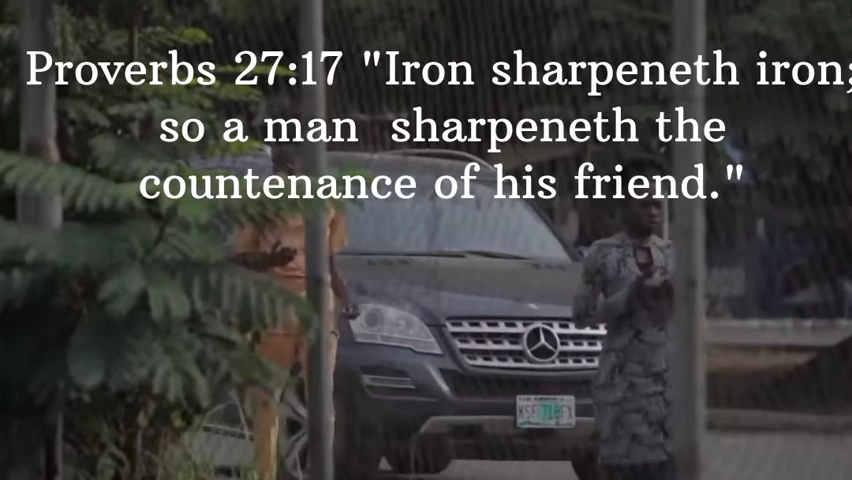 Proverbs 27:17 "Iron sharpeneth iron;
so a man sharpeneth the
countenance of his friend."